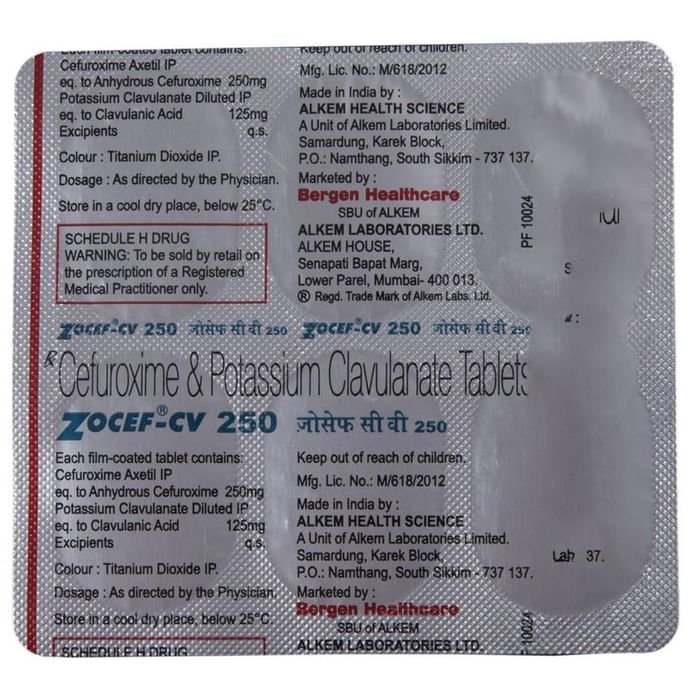 Each film-coated tablet contains:
Cefuroxime Axetil IP
eq. to Anhydrous Cefuroxime 250mg
Potassium Clavulanate Diluted IP
eq. to Clavulanic Acid 125mg
Excipients q.s.
Colour : Titanium Dioxide IP.
Dosage : As directed by the Physician.
Store in a cool dry place, below 25°C.
SCHEDULE H DRUG
WARNING: To be sold by retail on
the prescription of a Registered
Medical Practitioner only.
Keep out of reach of children.
Mfg. Lic. No.: M/618/2012
Made in India by :
ALKEM HEALTH SCIENCE
A Unit of Alkem Laboratories Limited.
Samardung, Karek Block,
P.O.: Namthang, South Sikkim - 737 137.
Marketed by :
Bergen Healthcare
SBU of ALKEM
ALKEM LABORATORIES LTD.
ALKEM HOUSE,
Senapati Bapat Marg,
Lower Parel, Mumbai- 400 013.
® Regd. Trade Mark of Alkem Labs. Ltd.
PF 10024
ZOCEF®-CV 250 ज़ोसेफ सी वी 250 ZOCEF®-CV 250 ज़ोसेफ सी वी 250
Rx Cefuroxime & Potassium Clavulanate Tablets
ZOCEF®-CV 250 ज़ोसेफ सी वी 250
Each film-coated tablet contains:
Cefuroxime Axetil IP
eq. to Anhydrous Cefuroxime 250mg
Potassium Clavulanate Diluted IP
eq. to Clavulanic Acid 125mg
Excipients q.s.
Colour : Titanium Dioxide IP.
Dosage : As directed by the Physician.
Store in a cool dry place, below 25°C.
SCHEDULE H DRUG
Keep out of reach of children.
Mfg. Lic. No.: M/618/2012
Made in India by :
ALKEM HEALTH SCIENCE
A Unit of Alkem Laboratories Limited.
Samardung, Karek Block,
P.O.: Namthang, South Sikkim - 737 137.
Marketed by :
Bergen Healthcare
SBU of ALKEM
ALKEM LABORATORIES LTD.
10024
37.